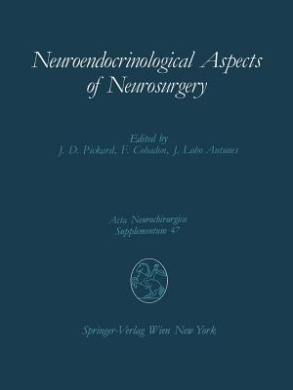 Neuroendocrinological Aspects
of Neurosurgery
Edited by
J. D. Pickard, F. Cohadon, J. Lobo Antunes
Acta Neurochirurgica
Supplementum 47
Springer-Verlag Wien New York